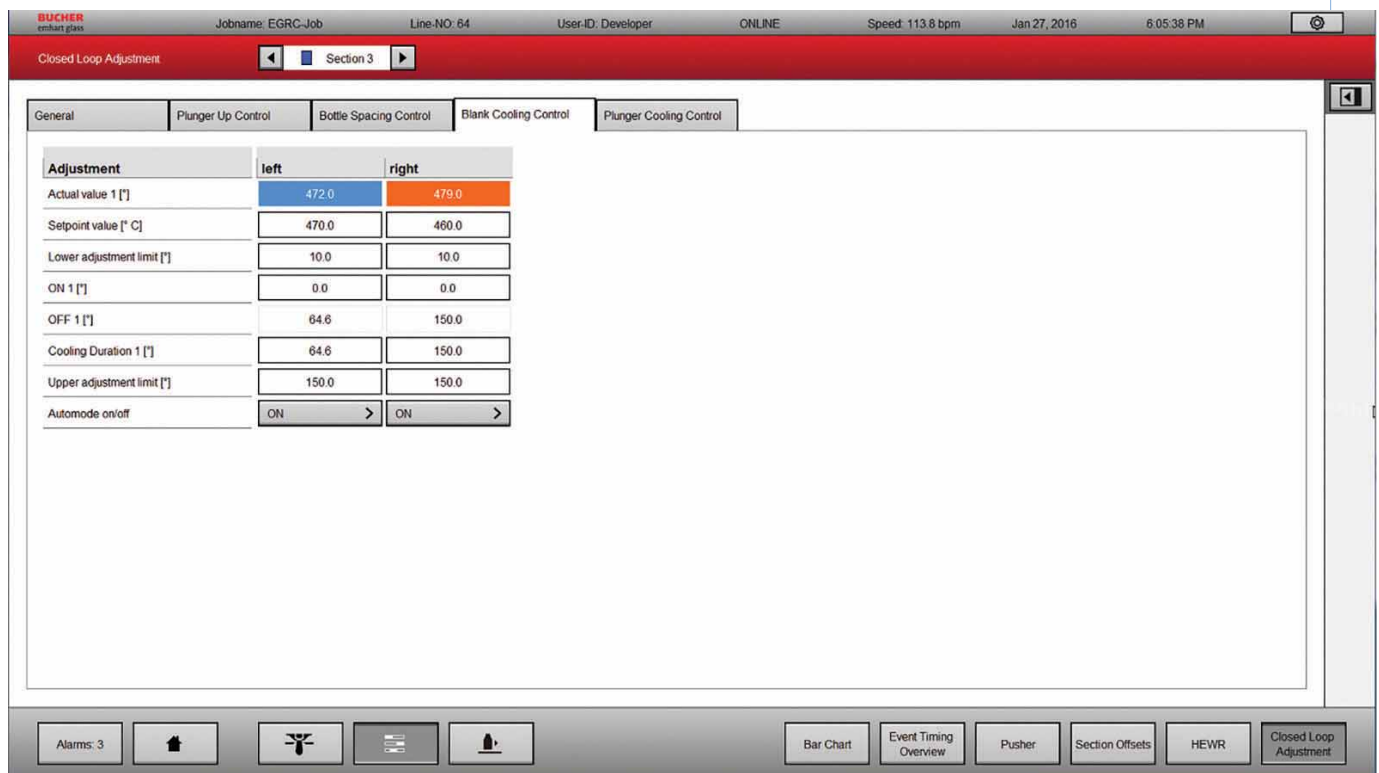 BUCHER
emhart glass
Jobname: EGRC-Job Line-NO: 64 User-ID: Developer ONLINE Speed: 113.8 bpm Jan 27, 2016 6:05:38 PM
Closed Loop Adjustment Section 3
General Plunger Up Control Bottle Spacing Control Blank Cooling Control Plunger Cooling Control
Adjustment left right
Actual value 1 [°] 472.0 479.0
Setpoint value [° C] 470.0 460.0
Lower adjustment limit [°] 10.0 10.0
ON 1 [°] 0.0 0.0
OFF 1 [°] 64.6 150.0
Cooling Duration 1 [°] 64.6 150.0
Upper adjustment limit [°] 150.0 150.0
Automode on/off ON ON
Alarms: 3 Bar Chart Event Timing Overview Pusher Section Offsets HEWR Closed Loop Adjustment